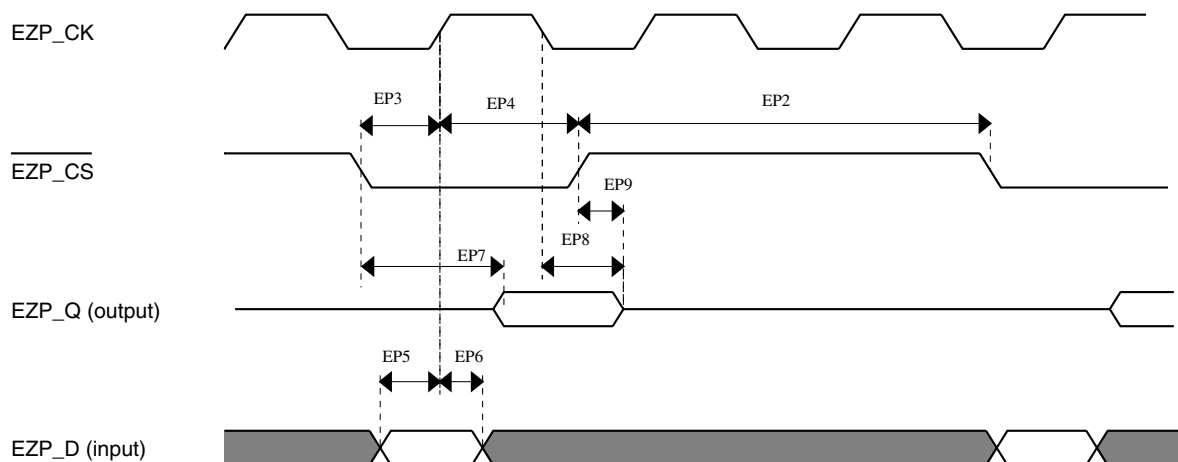 EZP_CK
EP3
EP4
EP2
EZP_CS
EP9
EP8
EP7
EZP_Q (output)
EP5
EP6
EZP_D (input)